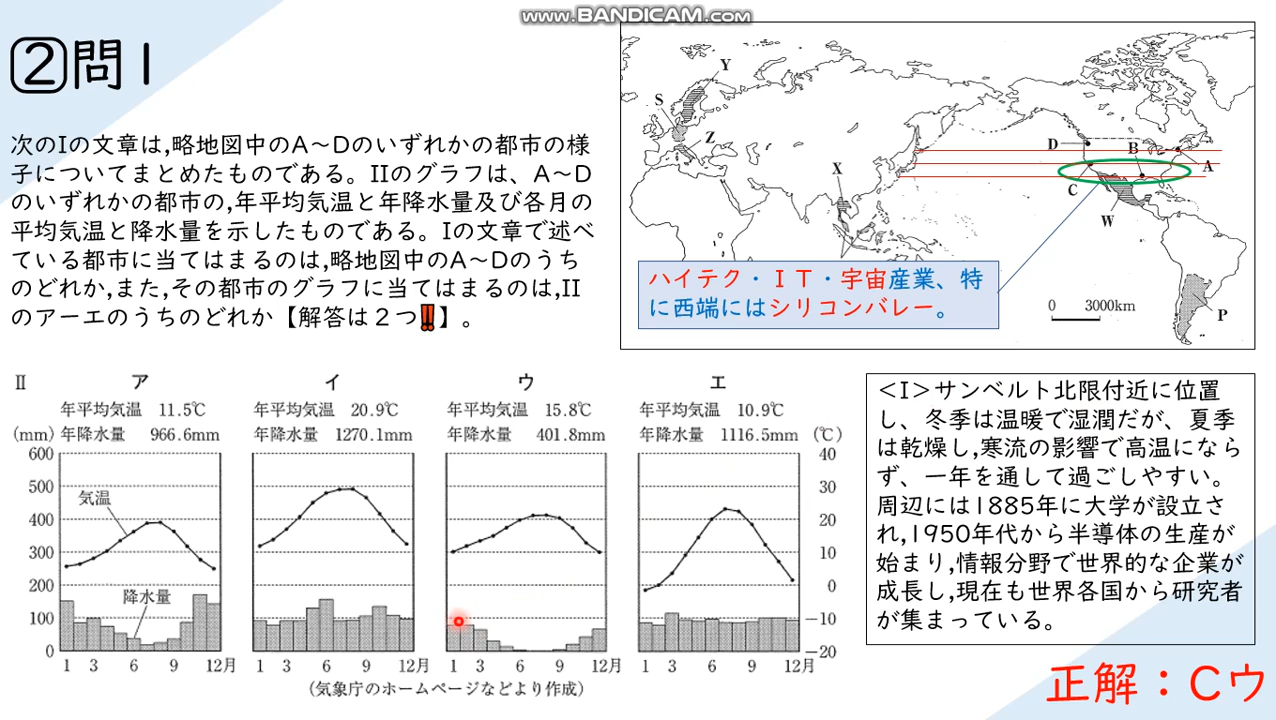 www.BANDICAM.com
②問1
次のIの文章は,略地図中のA～Dのいずれかの都市の様
子についてまとめたものである。IIのグラフは、A～D
のいずれかの都市の,年平均気温と年降水量及び各月の
平均気温と降水量を示したものである。Iの文章で述べ
ている都市に当てはまるのは,略地図中のA～Dのうち
のどれか,また,その都市のグラフに当てはまるのは,II
のアーエのうちのどれか【解答は２つ‼】。
Y
S
Z
X
D
B
A
C
W
P
0 3000km
ハイテク・ＩＴ・宇宙産業、特
に西端にはシリコンバレー。
Ⅱ ア イ ウ エ
年平均気温 11.5℃ 年平均気温 20.9℃ 年平均気温 15.8℃ 年平均気温 10.9℃
(mm) 年降水量 966.6mm 年降水量 1270.1mm 年降水量 401.8mm 年降水量 1116.5mm (℃)
600 40
500 30
気温
400 20
300 10
200 0
降水量
100 －10
0 －20
1 3 6 9 12月 1 3 6 9 12月 1 3 6 9 12月 1 3 6 9 12月
(気象庁のホームページなどより作成)
＜I＞サンベルト北限付近に位置
し、冬季は温暖で湿潤だが、夏季
は乾燥し,寒流の影響で高温になら
ず、一年を通して過ごしやすい。
周辺には1885年に大学が設立さ
れ,1950年代から半導体の生産が
始まり,情報分野で世界的な企業が
成長し,現在も世界各国から研究者
が集まっている。
正解：Cウ